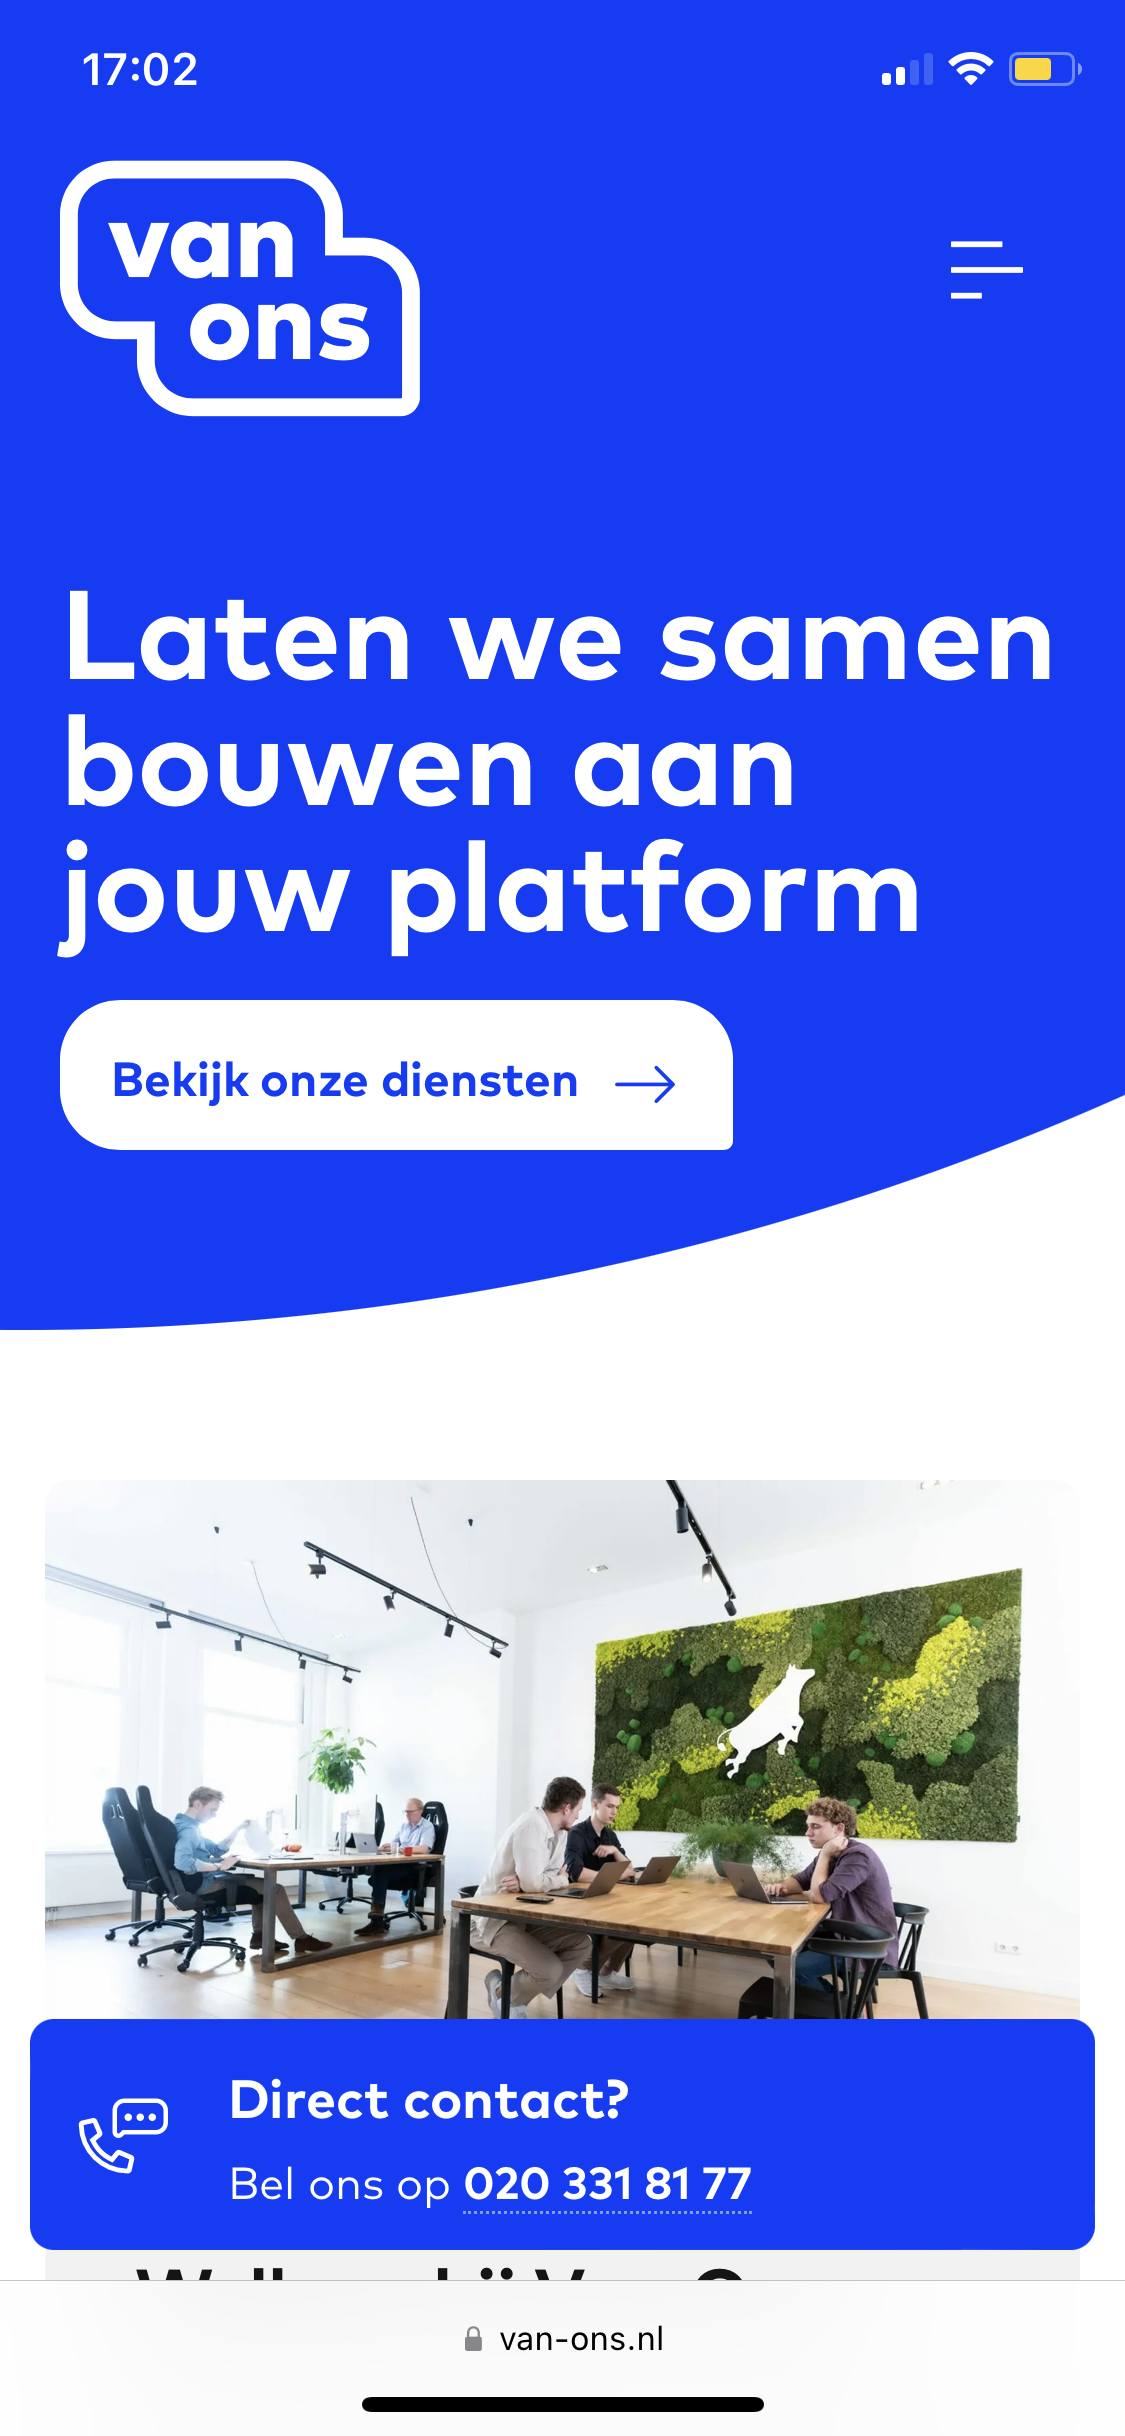 17:02
van
ons
Laten we samen
bouwen aan
jouw platform
Bekijk onze diensten
Direct contact?
Bel ons op 020 331 81 77
van-ons.nl